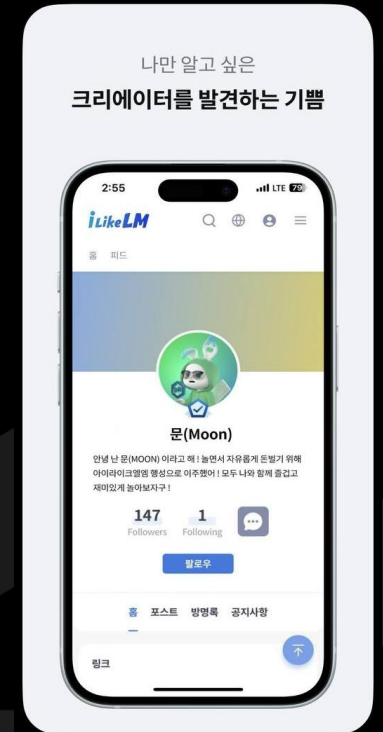 나만 알고 싶은
크리에이터를 발견하는 기쁨
2:55
LTE 79
iLikeLM
홈 피드
문(Moon)
안녕 난 문(MOON) 이라고 해 ! 놀면서 자유롭게 돈벌기 위해
아이라이크엘엠 행성으로 이주했어 ! 모두 나와 함께 즐겁고
재미있게 놀아보자구 !
147 1
Followers Following
팔로우
홈 포스트 방명록 공지사항
링크